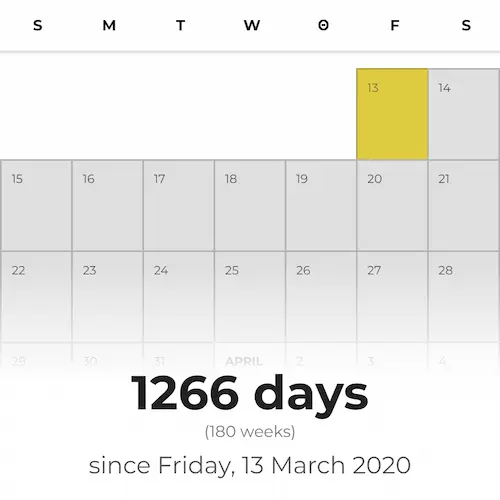 S M T W ʘ F S
13 14
15 16 17 18 19 20 21
22 23 24 25 26 27 28
29 30 31 APRIL 2 3 4
1266 days
(180 weeks)
since Friday, 13 March 2020